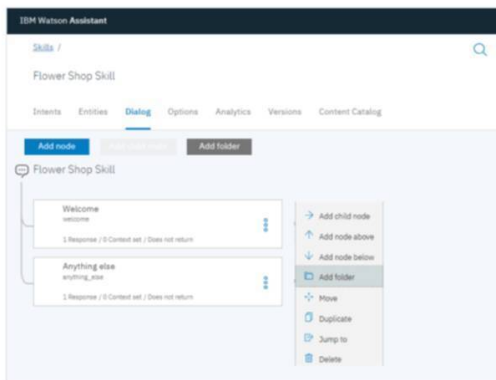 IBM Watson Assistant
Skills /
Flower Shop Skill
Intents Entities Dialog Options Analytics Versions Content Catalog
Add node Add folder
Flower Shop Skill
Welcome
welcome
1 Response / 0 Context set / Does not return
Anything else
anything_else
1 Response / 0 Context set / Does not return
Add child node
Add node above
Add node below
Add folder
Move
Duplicate
Jump to
Delete